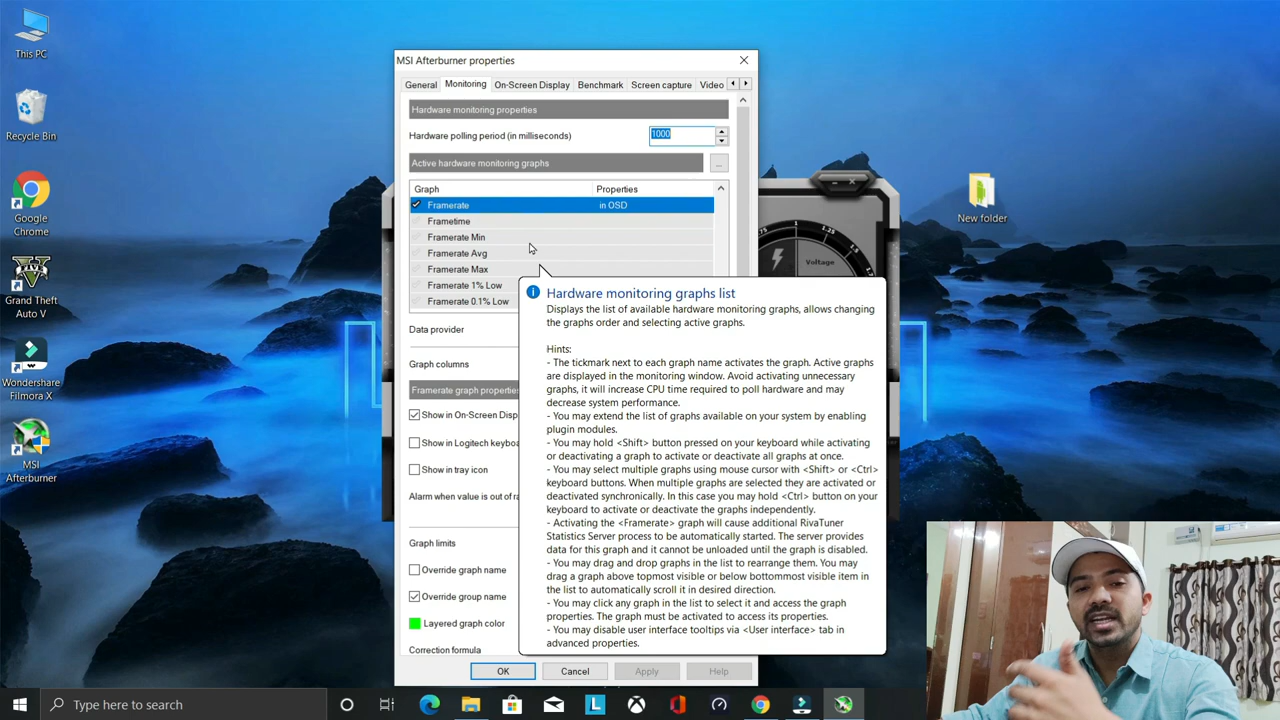 This PC
Recycle Bin
Google
Chrome
Grand Theft
Auto V
Wondershare
Filmora X
MSI
Afterburner
New folder
MSI Afterburner properties
General
Monitoring
On-Screen Display
Benchmark
Screen capture
Video
Hardware monitoring properties
Hardware polling period (in milliseconds)
1000
Active hardware monitoring graphs
...
Graph
Properties
Framerate
in OSD
Frametime
Framerate Min
Framerate Avg
Framerate Max
Framerate 1% Low
Framerate 0.1% Low
Data provider
Graph columns
Framerate graph properties
Show in On-Screen Disp
Show in Logitech keyboa
Show in tray icon
Alarm when value is out of ra
Graph limits
Override graph name
Override group name
Layered graph color
Correction formula
OK
Cancel
Apply
Help
Hardware monitoring graphs list
Displays the list of available hardware monitoring graphs, allows changing
the graphs order and selecting active graphs.
Hints:
- The tickmark next to each graph name activates the graph. Active graphs
are displayed in the monitoring window. Avoid activating unnecessary
graphs, it will increase CPU time required to poll hardware and may
decrease system performance.
- You may extend the list of graphs available on your system by enabling
plugin modules.
- You may hold <Shift> button pressed on your keyboard while activating
or deactivating a graph to activate or deactivate all graphs at once.
- You may select multiple graphs using mouse cursor with <Shift> or <Ctrl>
keyboard buttons. When multiple graphs are selected they are activated or
deactivated synchronically. In this case you may hold <Ctrl> button on your
keyboard to activate or deactivate the graphs independently.
- Activating the <Framerate> graph will cause additional RivaTuner
Statistics Server process to be automatically started. The server provides
data for this graph and it cannot be unloaded until the graph is disabled.
- You may drag and drop graphs in the list to rearrange them. You may
drag a graph above topmost visible or below bottommost visible item in
the list to automatically scroll it in desired direction.
- You may click any graph in the list to select it and access the graph
properties. The graph must be activated to access its properties.
- You may disable user interface tooltips via <User interface> tab in
advanced properties.
.75
1
1.25
1.5
Voltage
Type here to search
L